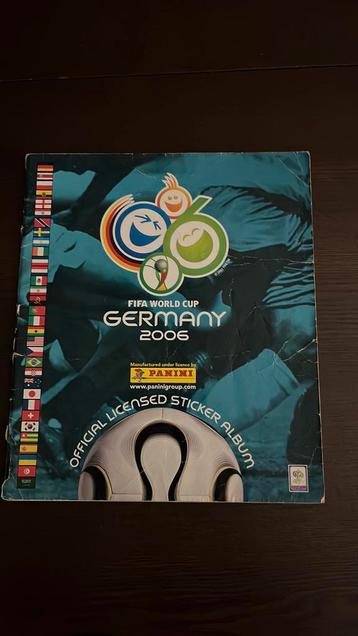 FIFA WORLD CUP
GERMANY
2006
Manufactured under licence by
PANINI
www.paninigroup.com
OFFICIAL LICENSED STICKER ALBUM